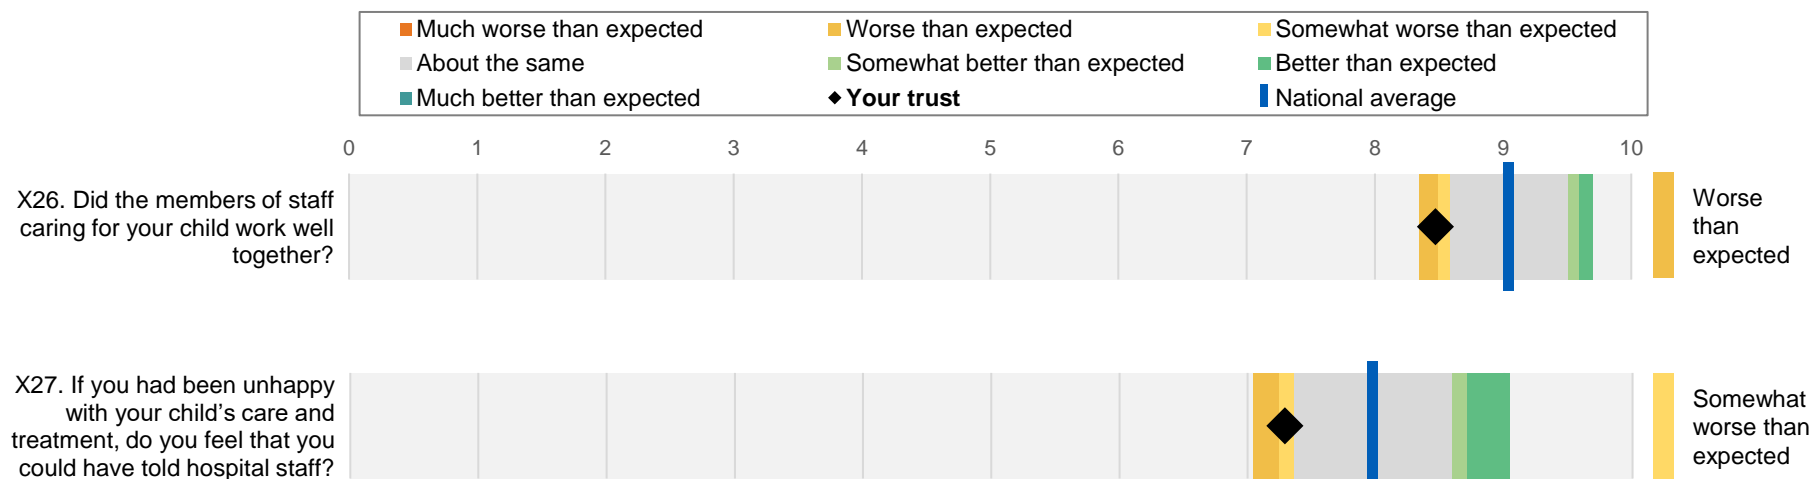 Much worse than expected
Worse than expected
Somewhat worse than expected
About the same
Somewhat better than expected
Better than expected
Much better than expected
Your trust
National average
0 1 2 3 4 5 6 7 8 9 10
X26. Did the members of staff
caring for your child work well
together?
Worse
than
expected
X27. If you had been unhappy
with your child’s care and
treatment, do you feel that you
could have told hospital staff?
Somewhat
worse than
expected